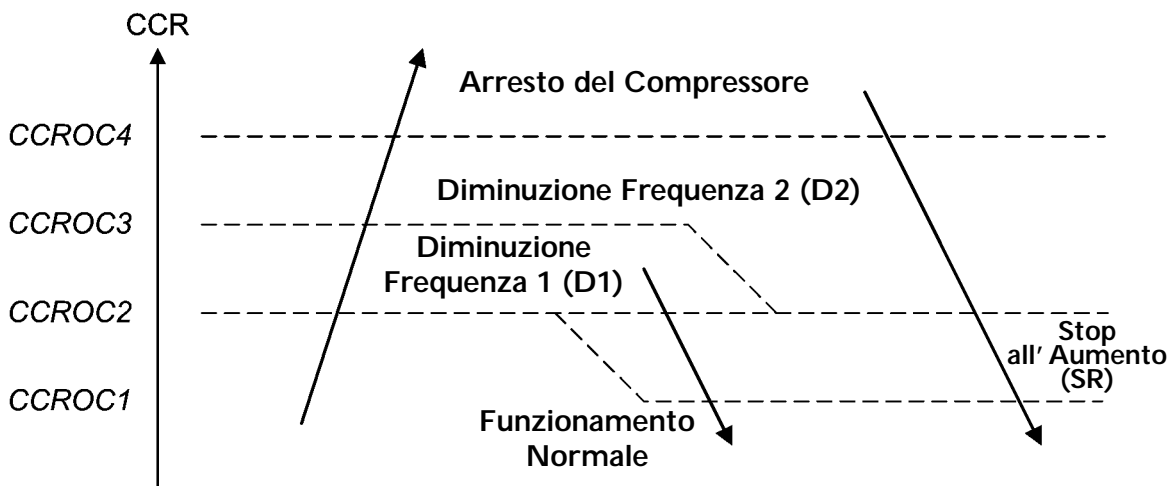 CCR
Arresto del Compressore
CCROC4
Diminuzione Frequenza 2 (D2)
CCROC3
Diminuzione
Frequenza 1 (D1)
CCROC2
Stop
all' Aumento
(SR)
CCROC1
Funzionamento
Normale